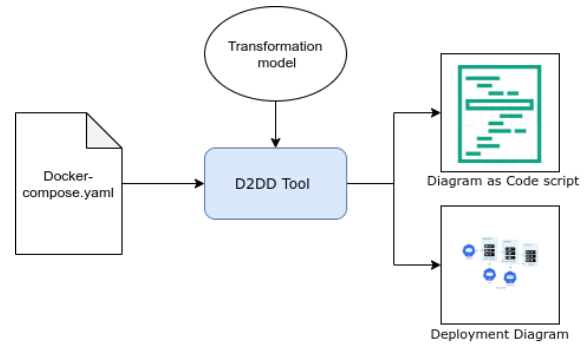 Transformation
model
Docker-
compose.yaml
D2DD Tool
Diagram as Code script
Deployment Diagram